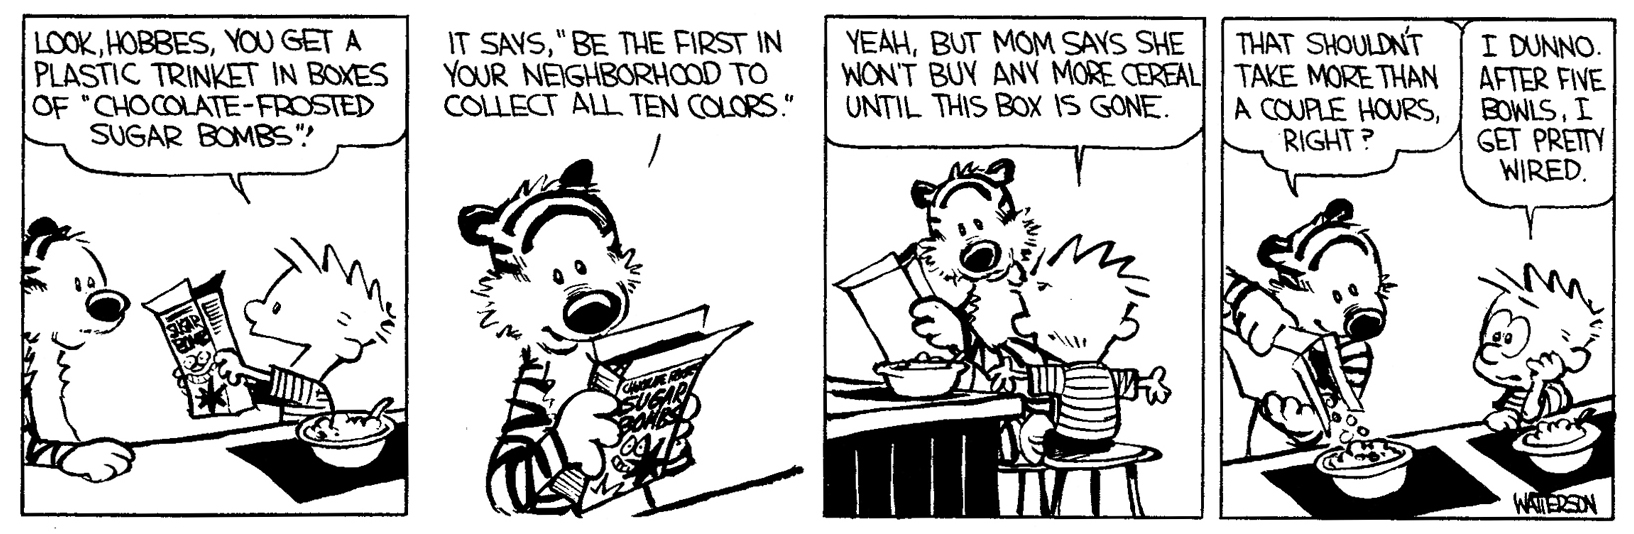 LOOK, HOBBES, YOU GET A
PLASTIC TRINKET IN BOXES
OF "CHOCOLATE-FROSTED
SUGAR BOMBS"!
SUGAR
BOMBS
IT SAYS, "BE THE FIRST IN
YOUR NEIGHBORHOOD TO
COLLECT ALL TEN COLORS."
CHOCOLATE FROSTED
SUGAR
BOMBS
YEAH, BUT MOM SAYS SHE
WON'T BUY ANY MORE CEREAL
UNTIL THIS BOX IS GONE.
THAT SHOULDN'T
TAKE MORE THAN
A COUPLE HOURS,
RIGHT?
I DUNNO.
AFTER FIVE
BOWLS, I
GET PRETTY
WIRED.
WATTERSON